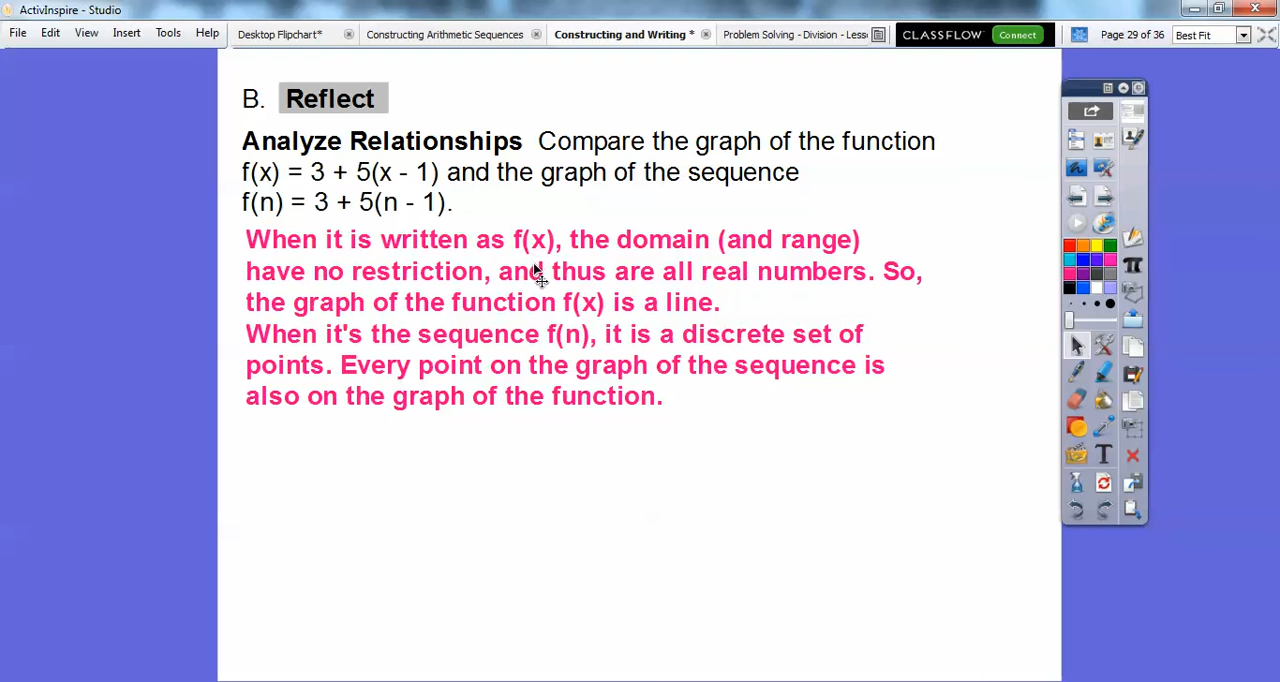 ActivInspire - Studio
File Edit View Insert Tools Help Desktop Flipchart* Constructing Arithmetic Sequences Constructing and Writing * Problem Solving - Division - Less CLASSFLOW Connect Page 29 of 36 Best Fit
B. Reflect
Analyze Relationships Compare the graph of the function
f(x) = 3 + 5(x - 1) and the graph of the sequence
f(n) = 3 + 5(n - 1).
When it is written as f(x), the domain (and range)
have no restriction, and thus are all real numbers. So,
the graph of the function f(x) is a line.
When it's the sequence f(n), it is a discrete set of
points. Every point on the graph of the sequence is
also on the graph of the function.